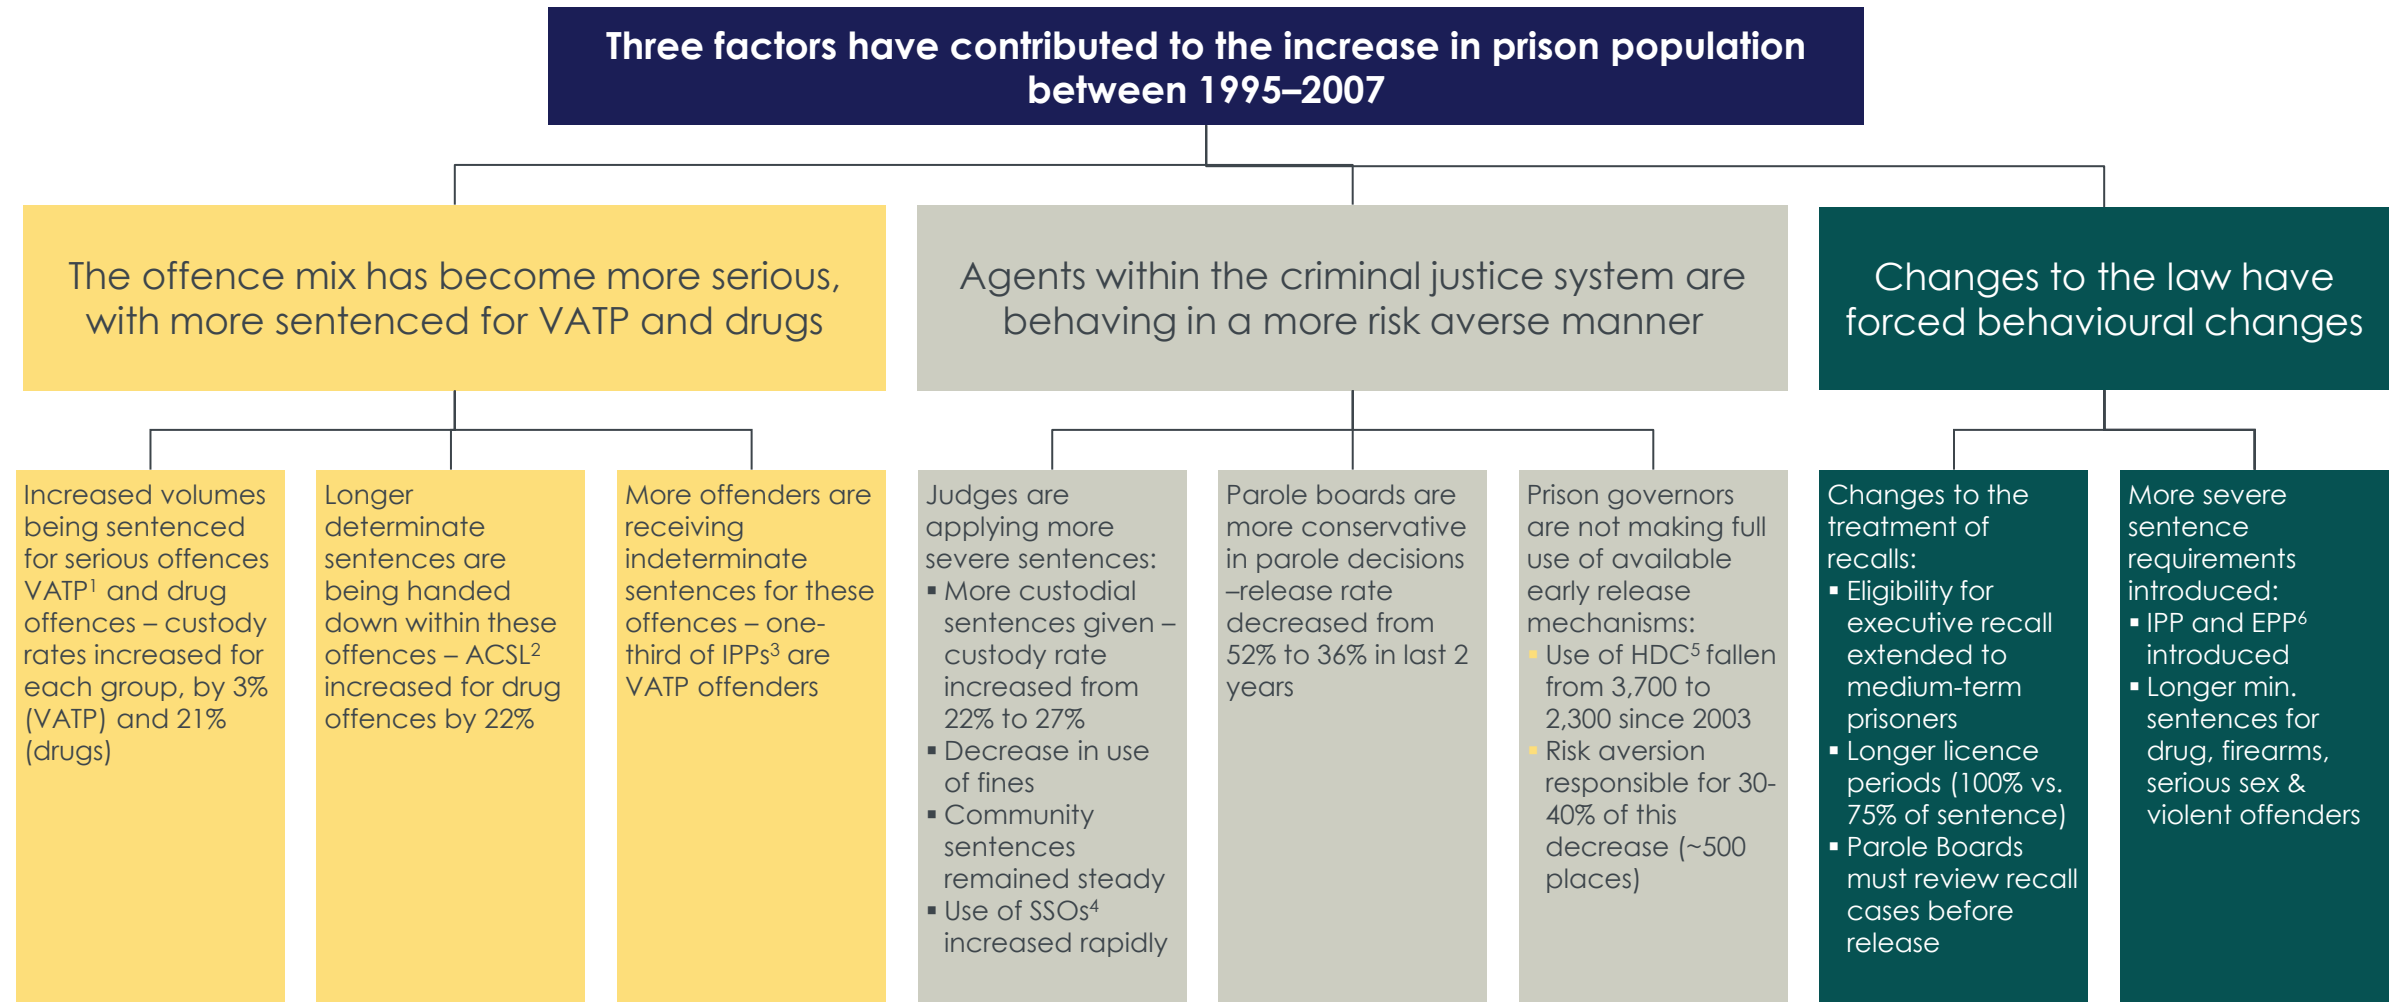 Three factors have contributed to the increase in prison population
between 1995–2007
The offence mix has become more serious,
with more sentenced for VATP and drugs
Agents within the criminal justice system are
behaving in a more risk averse manner
Changes to the law have
forced behavioural changes
Increased volumes
being sentenced
for serious offences
VATP¹ and drug
offences – custody
rates increased for
each group, by 3%
(VATP) and 21%
(drugs)
Longer
determinate
sentences are
being handed
down within these
offences – ACSL²
increased for drug
offences by 22%
More offenders are
receiving
indeterminate
sentences for these
offences – one-
third of IPPs³ are
VATP offenders
Judges are
applying more
severe sentences:
▪ More custodial
sentences given –
custody rate
increased from
22% to 27%
▪ Decrease in use
of fines
▪ Community
sentences
remained steady
▪ Use of SSOs⁴
increased rapidly
Parole boards are
more conservative
in parole decisions
–release rate
decreased from
52% to 36% in last 2
years
Prison governors
are not making full
use of available
early release
mechanisms:
▪ Use of HDC⁵ fallen
from 3,700 to
2,300 since 2003
▪ Risk aversion
responsible for 30-
40% of this
decrease (~500
places)
Changes to the
treatment of
recalls:
▪ Eligibility for
executive recall
extended to
medium-term
prisoners
▪ Longer licence
periods (100% vs.
75% of sentence)
▪ Parole Boards
must review recall
cases before
release
More severe
sentence
requirements
introduced:
▪ IPP and EPP⁶
introduced
▪ Longer min.
sentences for
drug, firearms,
serious sex &
violent offenders